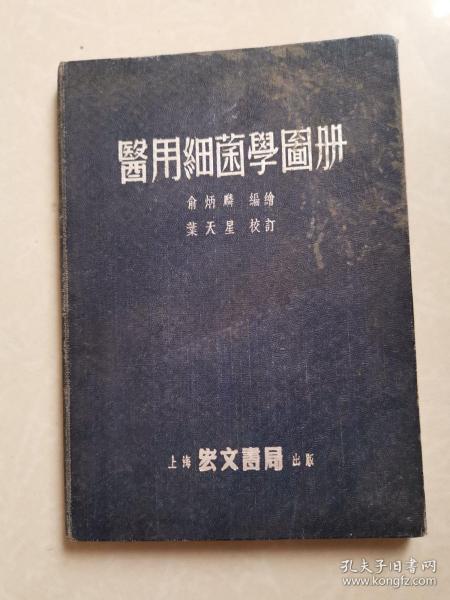 醫用細菌學圖册
俞炳麟 編繪
葉天星 校訂
上海 宏文書局 出版
孔夫子旧书网
www.kongfz.com